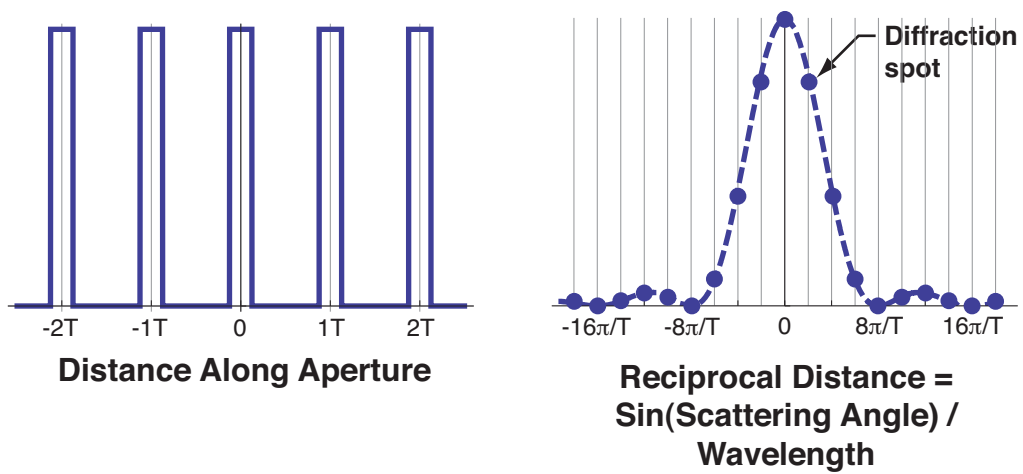 -2T -1T 0 1T 2T
Distance Along Aperture
Diffraction
spot
-16π/T -8π/T 0 8π/T 16π/T
Reciprocal Distance =
Sin(Scattering Angle) /
Wavelength